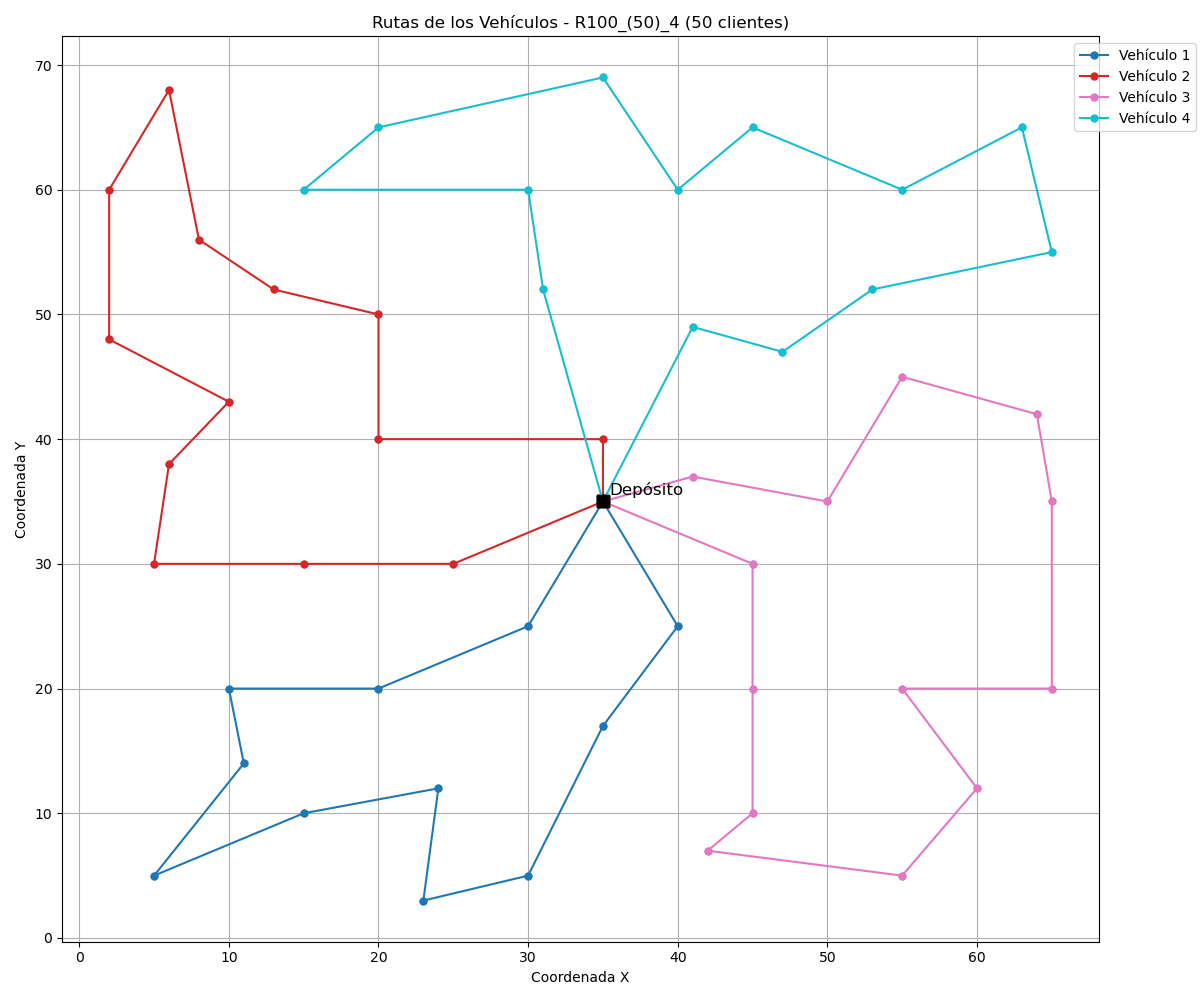 Rutas de los Vehículos - R100_(50)_4 (50 clientes)
Vehículo 1
Vehículo 2
Vehículo 3
Vehículo 4
Coordenada Y
70
60
50
40
30
20
10
0
Depósito
0 10 20 30 40 50 60
Coordenada X